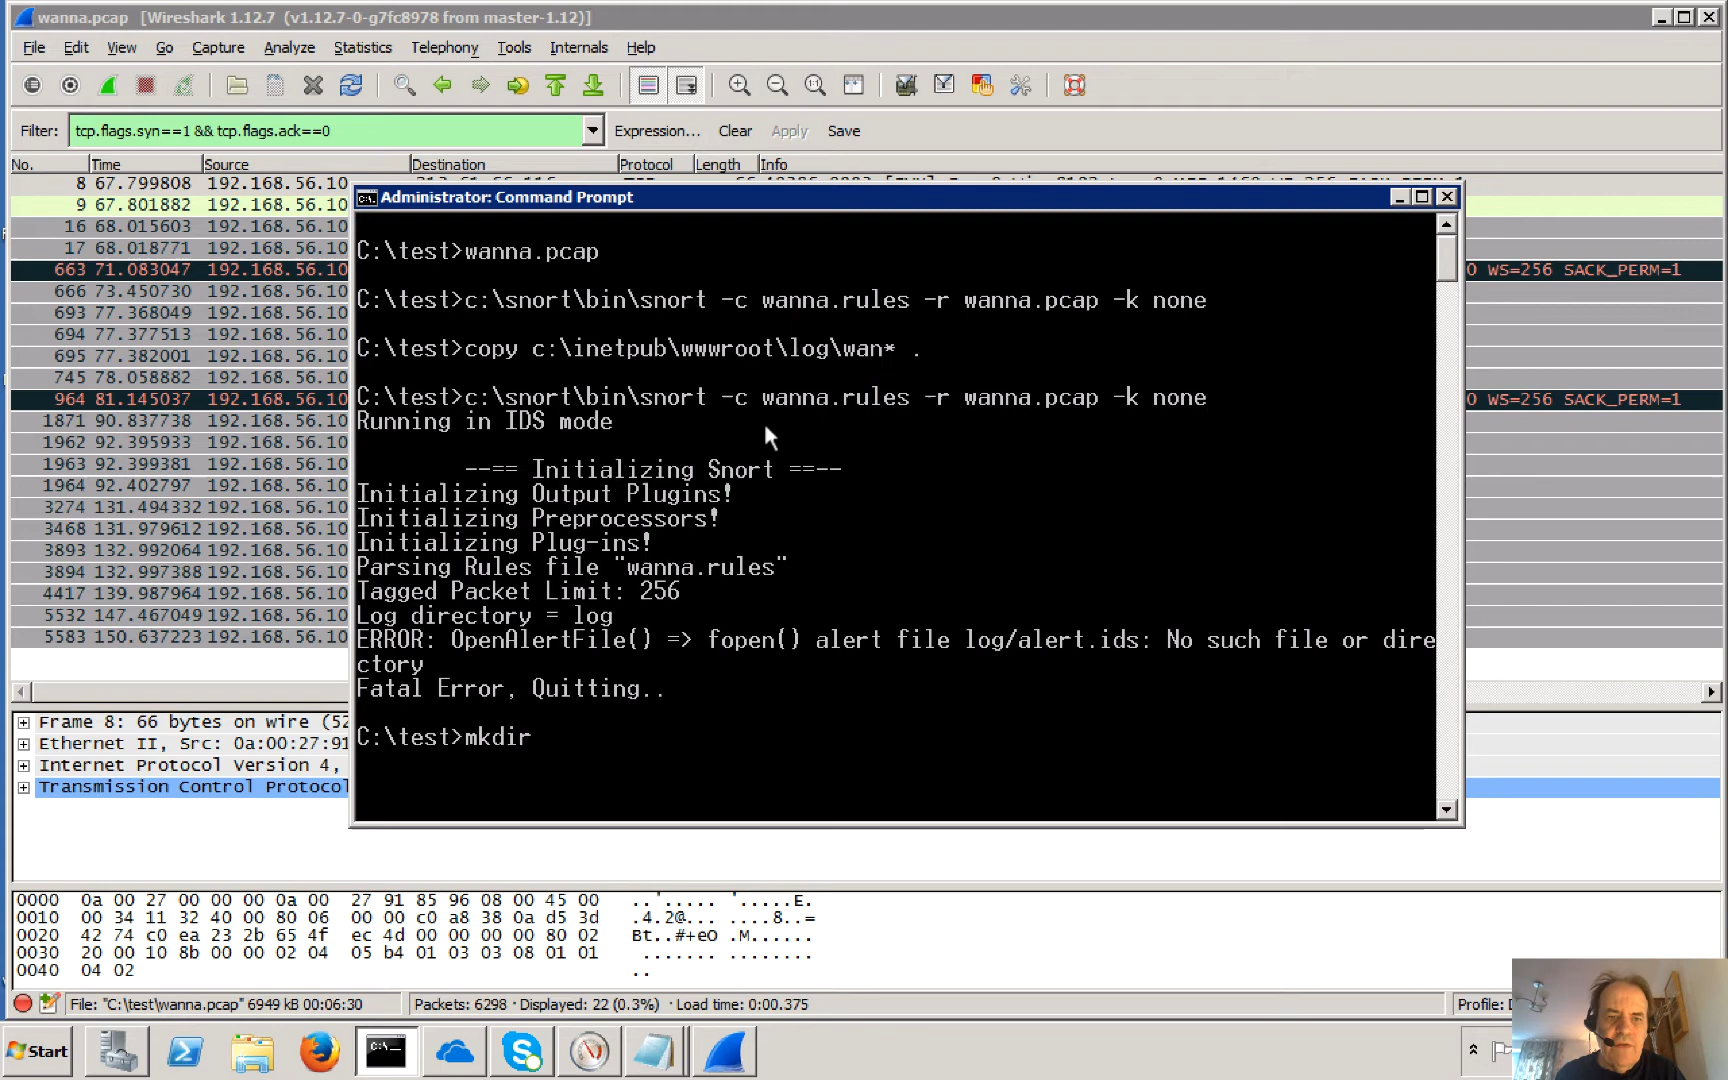 wanna.pcap [Wireshark 1.12.7 (v1.12.7-0-g7fc8978 from master-1.12)]
File Edit View Go Capture Analyze Statistics Telephony Tools Internals Help
Filter: tcp.flags.syn==1 && tcp.flags.ack==0 Expression... Clear Apply Save
No. Time Source Destination Protocol Length Info
8 67.799808 192.168.56.10
9 67.801882 192.168.56.10
16 68.015603 192.168.56.10
17 68.018771 192.168.56.10
663 71.083047 192.168.56.10 0 WS=256 SACK_PERM=1
666 73.450730 192.168.56.10
693 77.368049 192.168.56.10
694 77.377513 192.168.56.10
695 77.382001 192.168.56.10
745 78.058882 192.168.56.10
964 81.145037 192.168.56.10 0 WS=256 SACK_PERM=1
1871 90.837738 192.168.56.10
1962 92.395933 192.168.56.10
1963 92.399381 192.168.56.10
1964 92.402797 192.168.56.10
3274 131.494332 192.168.56.10
3468 131.979612 192.168.56.10
3893 132.992064 192.168.56.10
3894 132.997388 192.168.56.10
4417 139.987964 192.168.56.10
5532 147.467049 192.168.56.10
5583 150.637223 192.168.56.10
Administrator: Command Prompt
C:\test>wanna.pcap
C:\test>c:\snort\bin\snort -c wanna.rules -r wanna.pcap -k none
C:\test>copy c:\inetpub\wwwroot\log\wan* .
C:\test>c:\snort\bin\snort -c wanna.rules -r wanna.pcap -k none
Running in IDS mode
--== Initializing Snort ==--
Initializing Output Plugins!
Initializing Preprocessors!
Initializing Plug-ins!
Parsing Rules file "wanna.rules"
Tagged Packet Limit: 256
Log directory = log
ERROR: OpenAlertFile() => fopen() alert file log/alert.ids: No such file or dire
ctory
Fatal Error, Quitting..
C:\test>mkdir
Frame 8: 66 bytes on wire (52
Ethernet II, Src: 0a:00:27:91
Internet Protocol Version 4,
Transmission Control Protocol
0000 0a 00 27 00 00 00 0a 00 27 91 85 96 08 00 45 00 ..'..... '.....E.
0010 00 34 11 32 40 00 80 06 00 00 c0 a8 38 0a d5 3d .4.2@... ....8..=
0020 42 74 c0 ea 23 2b 65 4f ec 4d 00 00 00 00 80 02 Bt..#+eO .M......
0030 20 00 10 8b 00 00 02 04 05 b4 01 03 03 08 01 01 ....... ........
0040 04 02 ..
File: "C:\test\wanna.pcap" 6949 kB 00:06:30 Packets: 6298 · Displayed: 22 (0.3%) · Load time: 0:00.375 Profile:
Start